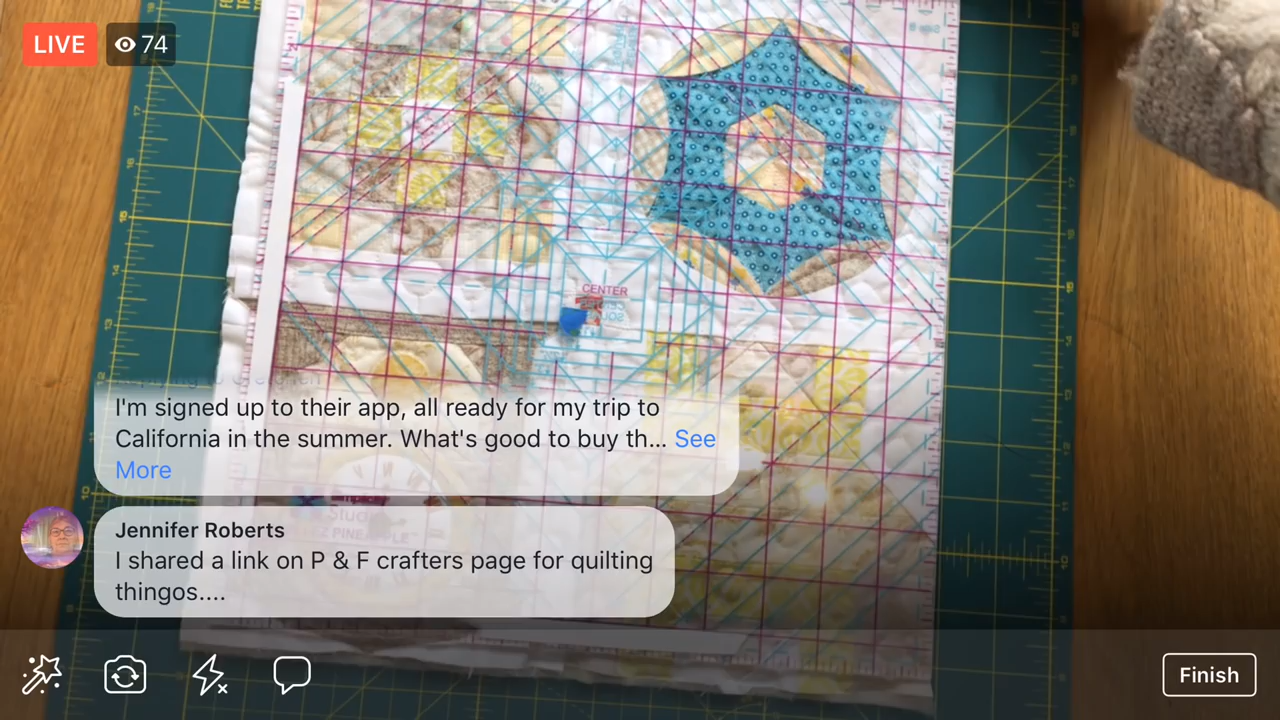 LIVE 74
CENTER
I'm signed up to their app, all ready for my trip to
California in the summer. What's good to buy th... See
More
Jennifer Roberts
I shared a link on P & F crafters page for quilting
thingos....
Finish